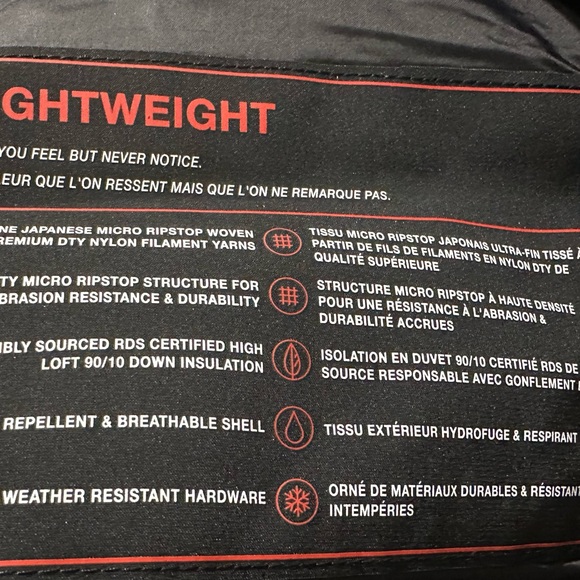 GHTWEIGHT
YOU FEEL BUT NEVER NOTICE.
LEUR QUE L'ON RESSENT MAIS QUE L'ON NE REMARQUE PAS.
NE JAPANESE MICRO RIPSTOP WOVEN
REMIUM DTY NYLON FILAMENT YARNS
TISSU MICRO RIPSTOP JAPONAIS ULTRA-FIN TISSÉ À
PARTIR DE FILS DE FILAMENTS EN NYLON DTY DE
QUALITÉ SUPÉRIEURE
TY MICRO RIPSTOP STRUCTURE FOR
BRASION RESISTANCE & DURABILITY
STRUCTURE MICRO RIPSTOP À HAUTE DENSITÉ
POUR UNE RÉSISTANCE À L'ABRASION &
DURABILITÉ ACCRUES
IBLY SOURCED RDS CERTIFIED HIGH
LOFT 90/10 DOWN INSULATION
ISOLATION EN DUVET 90/10 CERTIFIÉ RDS DE
SOURCE RESPONSABLE AVEC GONFLEMENT
REPELLENT & BREATHABLE SHELL
TISSU EXTÉRIEUR HYDROFUGE & RESPIRANT
WEATHER RESISTANT HARDWARE
ORNÉ DE MATÉRIAUX DURABLES & RÉSISTANT
INTEMPÉRIES